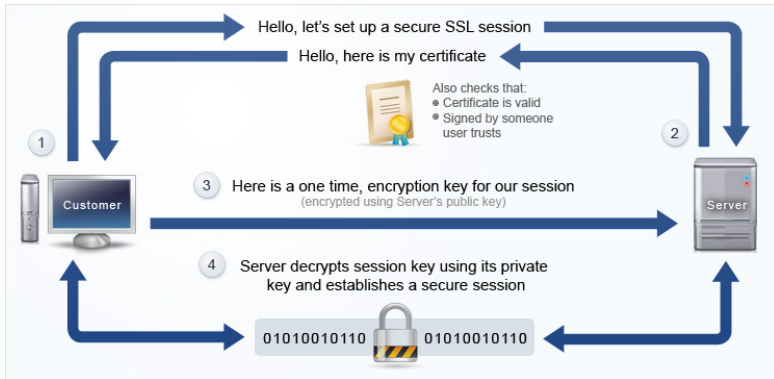 Hello, let's set up a secure SSL session
Hello, here is my certificate
Also checks that:
• Certificate is valid
• Signed by someone
user trusts
1
2
3
Here is a one time, encryption key for our session
(encrypted using Server's public key)
Customer
Server
4
Server decrypts session key using its private
key and establishes a secure session
01010010110
01010010110